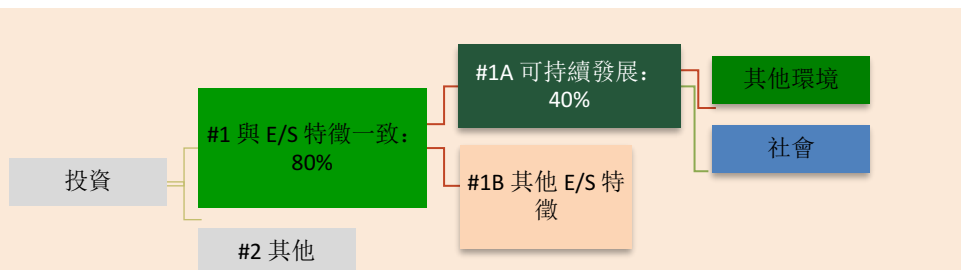 投資
#1 與 E/S 特徵一致：
80%
#2 其他
#1A 可持續發展：
40%
#1B 其他 E/S 特
徵
其他環境
社會